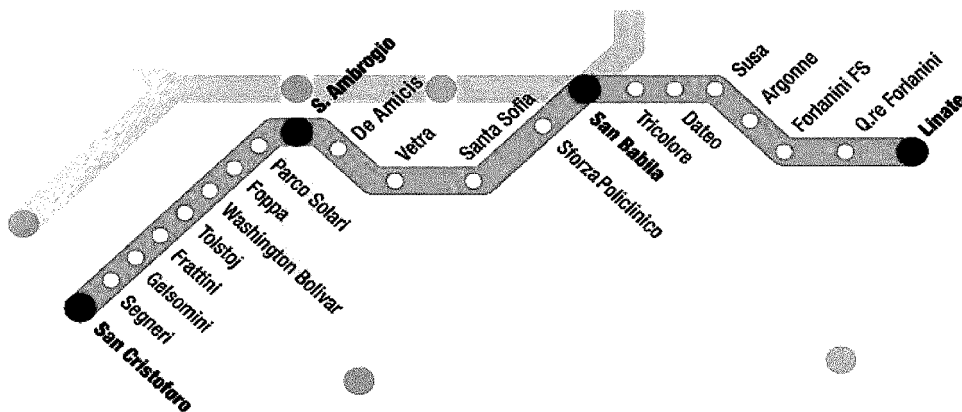 San Cristoforo
Segneri
Gelsomini
Frattini
Tolstoj
Washington Bolivar
Foppa
Parco Solari
S. Ambrogio
De Amicis
Vetra
Santa Sofia
Sforza Policlinico
San Babila
Tricolore
Dateo
Susa
Argonne
Forlanini FS
Q.re Forlanini
Linate